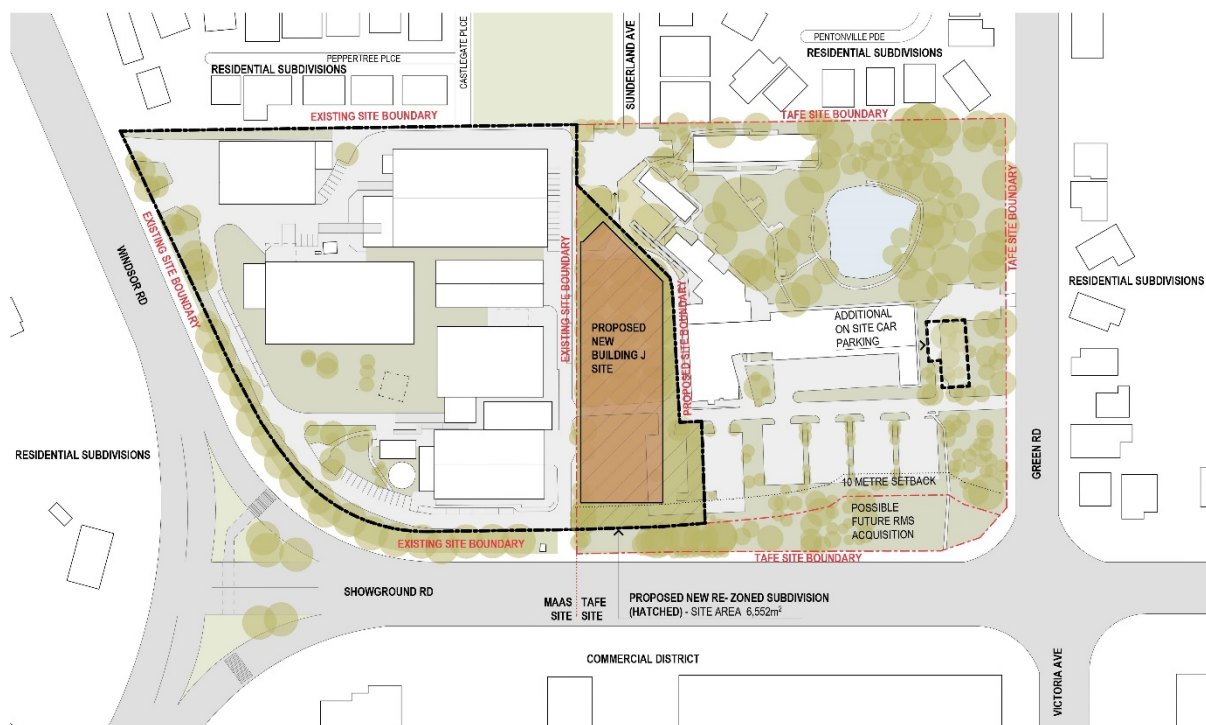 PENTONVILLE PDE
RESIDENTIAL SUBDIVISIONS
PEPPERTREE PLCE
RESIDENTIAL SUBDIVISIONS
CASTLEGATE PLCE
SUNDERLAND AVE
EXISTING SITE BOUNDARY
TAFE SITE BOUNDARY
EXISTING SITE BOUNDARY
WINDSOR RD
EXISTING SITE BOUNDARY
PROPOSED SITE BOUNDARY
TAFE SITE BOUNDARY
RESIDENTIAL SUBDIVISIONS
PROPOSED
NEW
BUILDING J
SITE
ADDITIONAL
ON SITE CAR
PARKING
GREEN RD
RESIDENTIAL SUBDIVISIONS
10 METRE SETBACK
POSSIBLE
FUTURE RMS
ACQUISITION
EXISTING SITE BOUNDARY
TAFE SITE BOUNDARY
SHOWGROUND RD
MAAS
SITE
TAFE
SITE
PROPOSED NEW RE- ZONED SUBDIVISION
(HATCHED) - SITE AREA 6,552m²
COMMERCIAL DISTRICT
VICTORIA AVE